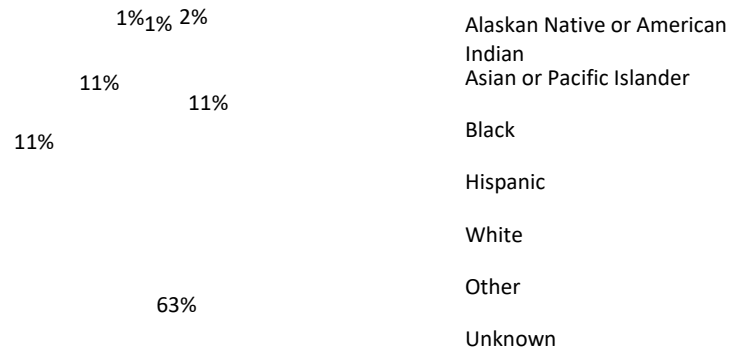 1% 1% 2%
Alaskan Native or American
Indian
11%
Asian or Pacific Islander
11%
Black
11%
Hispanic
White
Other
63%
Unknown